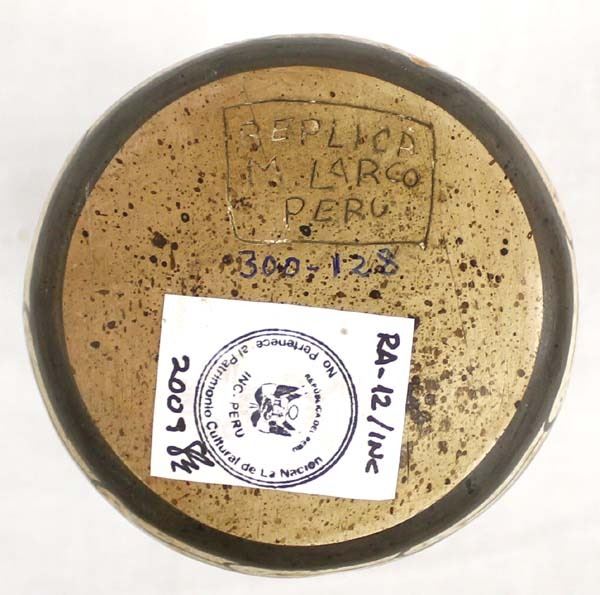 REPLICA
M. LARCO
PERU
300-128
RA-12/INC
No Pertenece al Patrimonio Cultural de La Nación
REPUBLICA DEL PERU
INC. PERU
2009